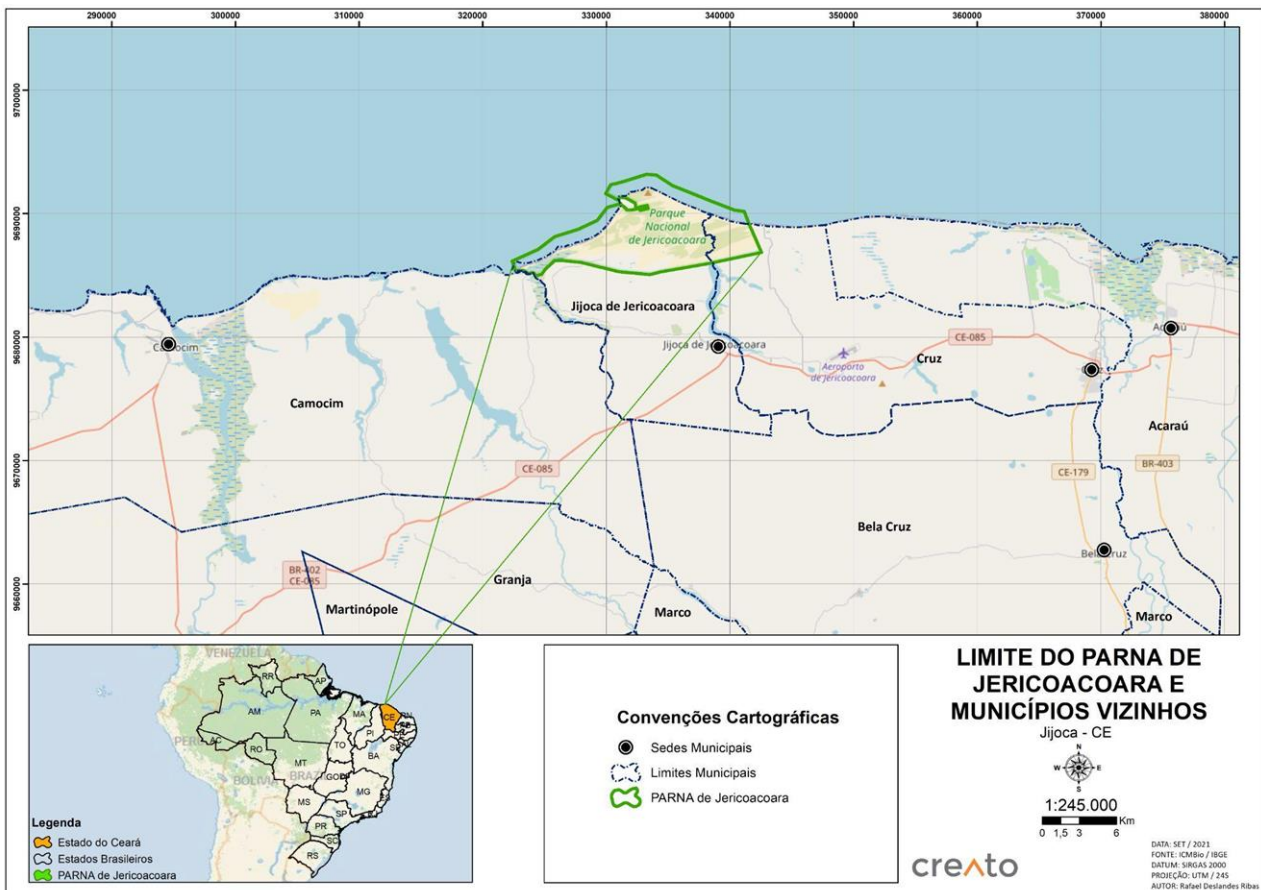 290000 300000 310000 320000 330000 340000 350000 360000 370000 380000
9700000
9690000
9680000
9670000
9660000
Parque
Nacional
de Jericoacoara
Jijoca de Jericoacoara
Jijoca de Jericoacoara
CE-085
Camocim
Acaraú
Aeroporto
de Jericoacoara
Cruz
Camocim
Acaraú
CE-085
CE-179
BR-403
Bela Cruz
Bela Cruz
BR-402
CE-085
Granja
Martinópole
Marco
Marco
VENEZUELA
RR
AP
AM
PA
MA
CE
RN
PI
AC
RO
TO
BA
MT
BOLIVIA
GO
MG
MS
SP
PR
SC
RS
Legenda
Estado do Ceará
Estados Brasileiros
PARNA de Jericoacoara
Convenções Cartográficas
Sedes Municipais
Limites Municipais
PARNA de Jericoacoara
LIMITE DO PARNA DE
JERICOACOARA E
MUNICÍPIOS VIZINHOS
Jijoca - CE
N
W E
S
1:245.000
0 1,5 3 6 Km
creato
DATA: SET / 2021
FONTE: ICMBio / IBGE
DATUM: SIRGAS 2000
PROJEÇÃO: UTM / 24S
AUTOR: Rafael Deslandes Ribas